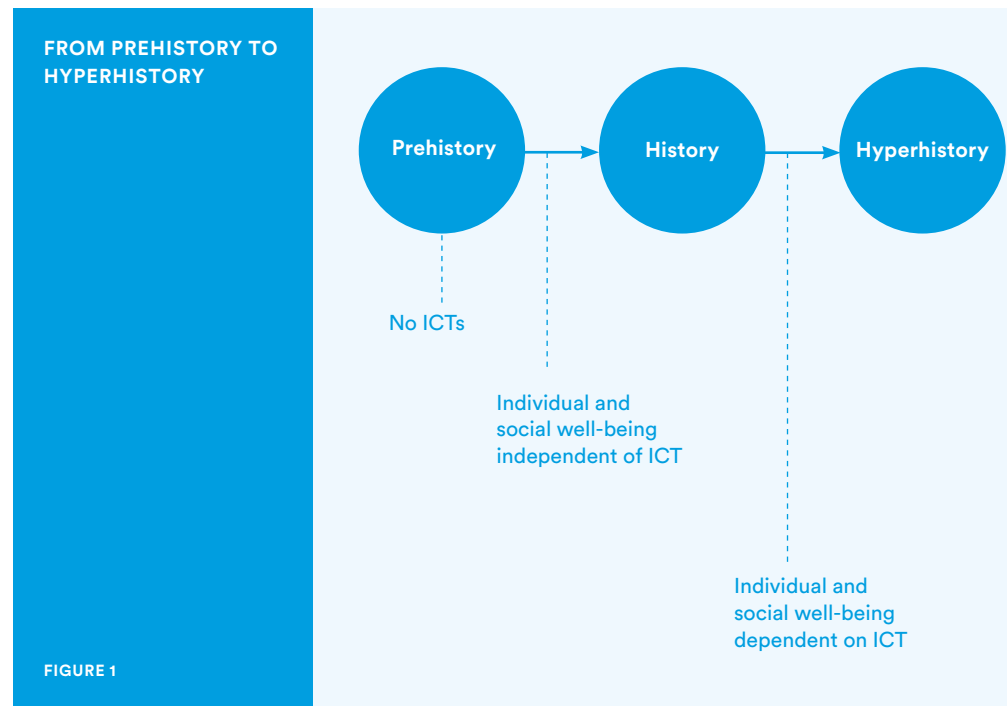 FROM PREHISTORY TO
HYPERHISTORY
Prehistory
History
Hyperhistory
No ICTs
Individual and
social well-being
independent of ICT
Individual and
social well-being
dependent on ICT
FIGURE 1